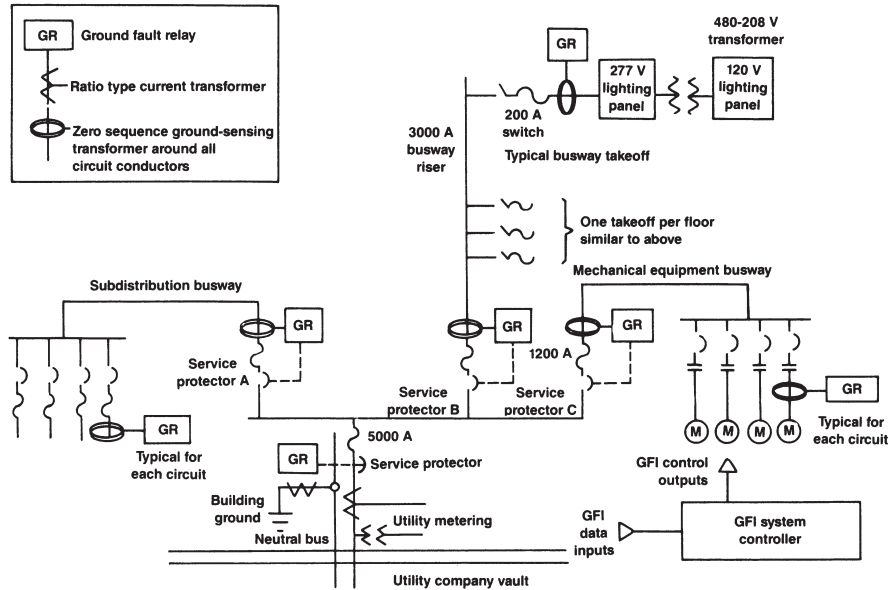 GR
Ground fault relay
Ratio type current transformer
Zero sequence ground-sensing
transformer around all
circuit conductors
480-208 V
transformer
GR
277 V
lighting
panel
120 V
lighting
panel
200 A
switch
3000 A
busway
riser
Typical busway takeoff
One takeoff per floor
similar to above
Mechanical equipment busway
Subdistribution busway
GR
GR
GR
1200 A
Service
protector A
Service
protector B
Service
protector C
GR
GR
Typical for
each circuit
Typical for
each circuit
M
M
M
M
5000 A
GR
Service protector
GFI control
outputs
Building
ground
Utility metering
Neutral bus
GFI
data
inputs
GFI system
controller
Utility company vault